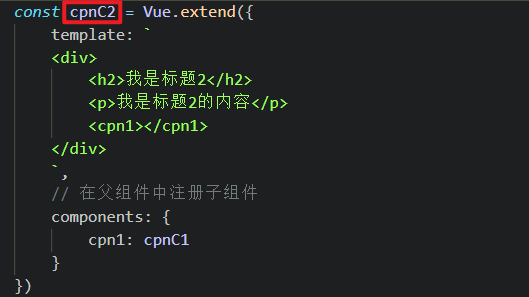 const cpnC2 = Vue.extend({
    template: `
    <div>
        <h2>我是标题2</h2>
        <p>我是标题2的内容</p>
        <cpn1></cpn1>
    </div>
    `,
    // 在父组件中注册子组件
    components: {
        cpn1: cpnC1
    }
})